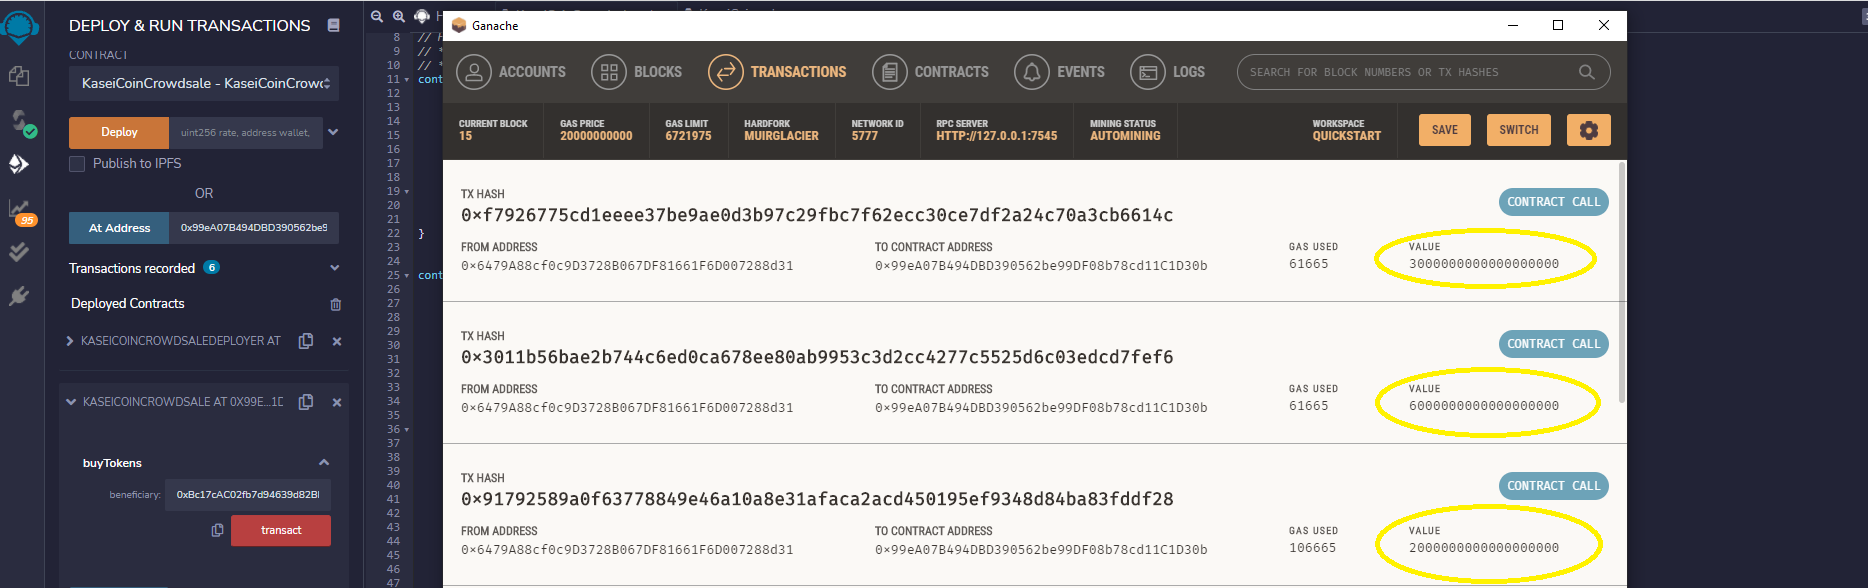 DEPLOY & RUN TRANSACTIONS
CONTRACT
KaseiCoinCrowdsale - KaseiCoinCrow
Deploy
uint256 rate, address wallet,
Publish to IPFS
OR
At Address
0x99eA07B494DBD390562be9
Transactions recorded
6
Deployed Contracts
KASEICOINCROWDSALEDEPLOYER AT
KASEICOINCROWDSALE AT 0X99E...1D
buyTokens
beneficiary:
0xBc17cAC02fb7d94639d82B
transact
95
8
9
10
11
12
13
14
15
16
17
18
19
20
21
22
23
24
25
26
27
28
29
30
31
32
33
34
35
36
37
38
39
40
41
42
43
44
45
46
47
// *
// *
cont
}
cont
Ganache
ACCOUNTS
BLOCKS
TRANSACTIONS
CONTRACTS
EVENTS
LOGS
SEARCH FOR BLOCK NUMBERS OR TX HASHES
CURRENT BLOCK
15
GAS PRICE
20000000000
GAS LIMIT
6721975
HARDFORK
MUIRGLACIER
NETWORK ID
5777
RPC SERVER
HTTP://127.0.0.1:7545
MINING STATUS
AUTOMINING
WORKSPACE
QUICKSTART
SAVE
SWITCH
TX HASH
0×f7926775cd1eeee37be9ae0d3b97c29fbc7f62ecc30ce7df2a24c70a3cb6614c
CONTRACT CALL
FROM ADDRESS
0×6479A88cf0c9D3728B067DF81661F6D007288d31
TO CONTRACT ADDRESS
0×99eA07B494DBD390562be99DF08b78cd11C1D30b
GAS USED
61665
VALUE
3000000000000000000
TX HASH
0×3011b56bae2b744c6ed0ca678ee80ab9953c3d2cc4277c5525d6c03edcd7fef6
CONTRACT CALL
FROM ADDRESS
0×6479A88cf0c9D3728B067DF81661F6D007288d31
TO CONTRACT ADDRESS
0×99eA07B494DBD390562be99DF08b78cd11C1D30b
GAS USED
61665
VALUE
6000000000000000000
TX HASH
0×91792589a0f63778849e46a10a8e31afaca2acd450195ef9348d84ba83fddf28
CONTRACT CALL
FROM ADDRESS
0×6479A88cf0c9D3728B067DF81661F6D007288d31
TO CONTRACT ADDRESS
0×99eA07B494DBD390562be99DF08b78cd11C1D30b
GAS USED
106665
VALUE
2000000000000000000